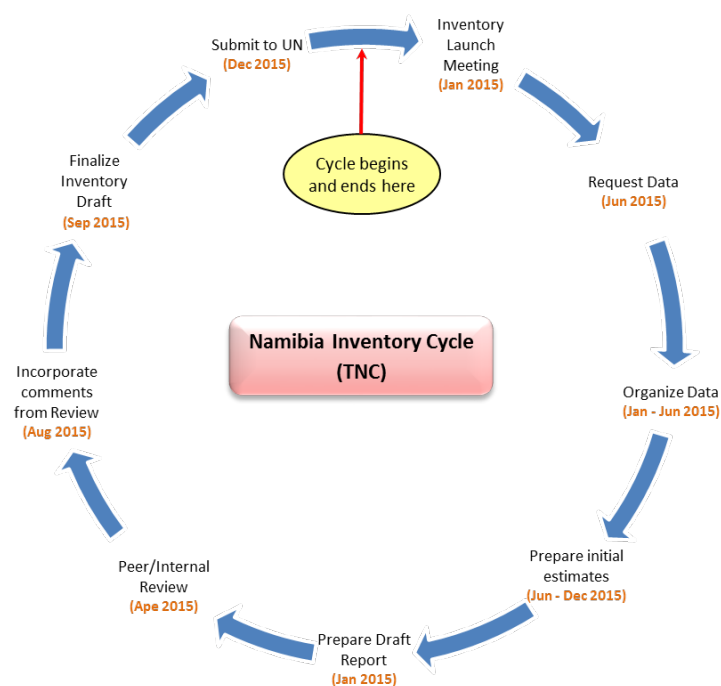 Inventory
Launch
Meeting
(Jan 2015)
Request Data
(Jun 2015)
Organize Data
(Jan - Jun 2015)
Prepare initial
estimates
(Jun - Dec 2015)
Prepare Draft
Report
(Jan 2015)
Peer/Internal
Review
(Ape 2015)
Incorporate
comments
from Review
(Aug 2015)
Finalize
Inventory
Draft
(Sep 2015)
Submit to UN
(Dec 2015)
Cycle begins
and ends here
Namibia Inventory Cycle
(TNC)